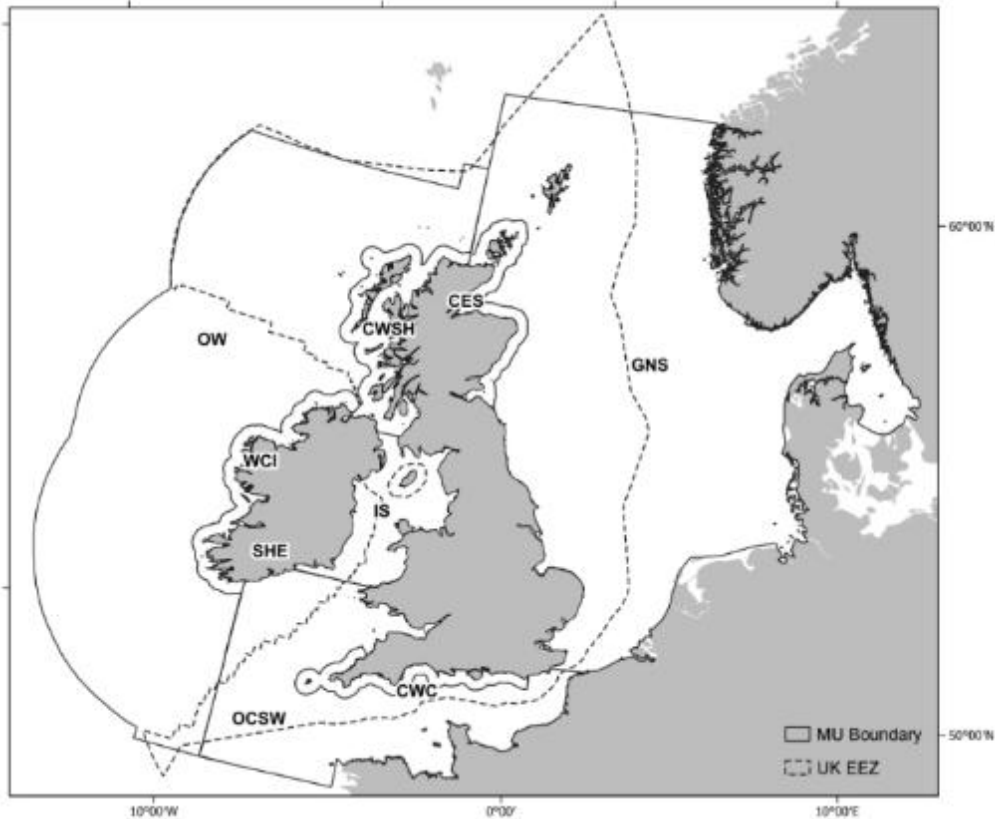 60°00'N
CES
CWSH
OW
GNS
WCI
IS
SHE
CWC
OCSW
MU Boundary
50°00'N
UK EEZ
10°00'W
0°00'
10°00'E